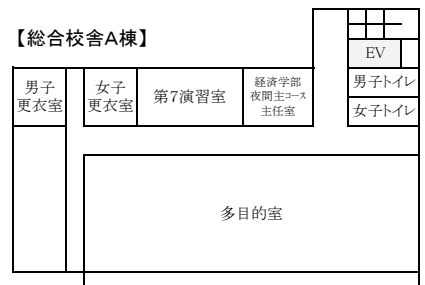 【総合校舎A棟】
EV
男子
更衣室
女子
更衣室
第7演習室
経済学部
夜間主コース
主任室
男子トイレ
女子トイレ
多目的室